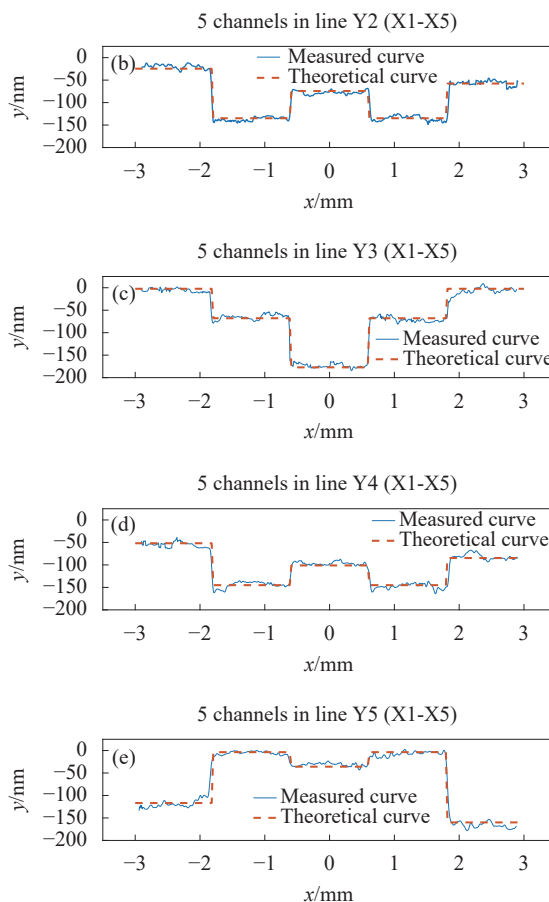 5 channels in line Y2 (X1-X5)
(b)
Measured curve
Theoretical curve
0
−50
−100
−150
−200
y/nm
−3 −2 −1 0 1 2 3
x/mm
5 channels in line Y3 (X1-X5)
(c)
Measured curve
Theoretical curve
0
−50
−100
−150
−200
y/nm
−3 −2 −1 0 1 2 3
x/mm
5 channels in line Y4 (X1-X5)
(d)
Measured curve
Theoretical curve
0
−50
−100
−150
−200
y/nm
−3 −2 −1 0 1 2 3
x/mm
5 channels in line Y5 (X1-X5)
(e)
Measured curve
Theoretical curve
0
−50
−100
−150
−200
y/nm
−3 −2 −1 0 1 2 3
x/mm